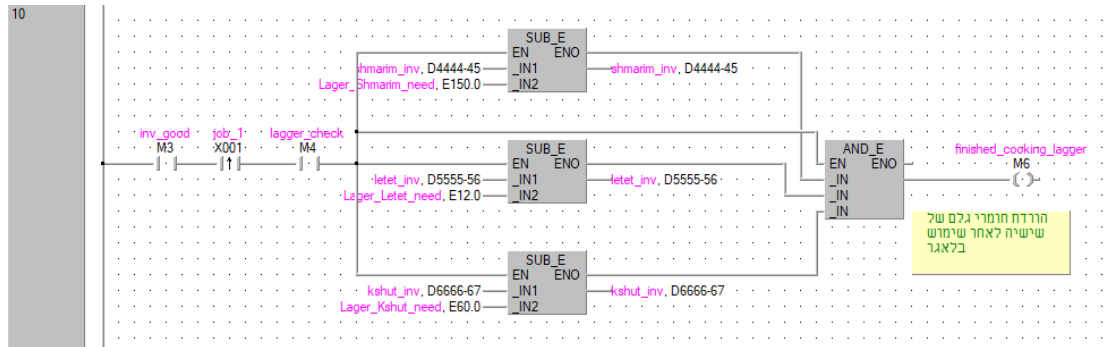 10
SUB_E
EN ENO
shmarim_inv, D4444-45 _IN1 shmarim_inv, D4444-45
Lager_Shmarim_need, E150.0 _IN2
inv_good job_1 lagger_check
M3 X001 M4
SUB_E
EN ENO
letet_inv, D5555-56 _IN1 letet_inv, D5555-56
Lager_Letet_need, E12.0 _IN2
AND_E
EN ENO
_IN
_IN
_IN
finished_cooking_lagger
M6
הורדת חומרי גלם של
שישיה לאחר שימוש
בלאגר
SUB_E
EN ENO
kshut_inv, D6666-67 _IN1 kshut_inv, D6666-67
Lager_Kshut_need, E60.0 _IN2